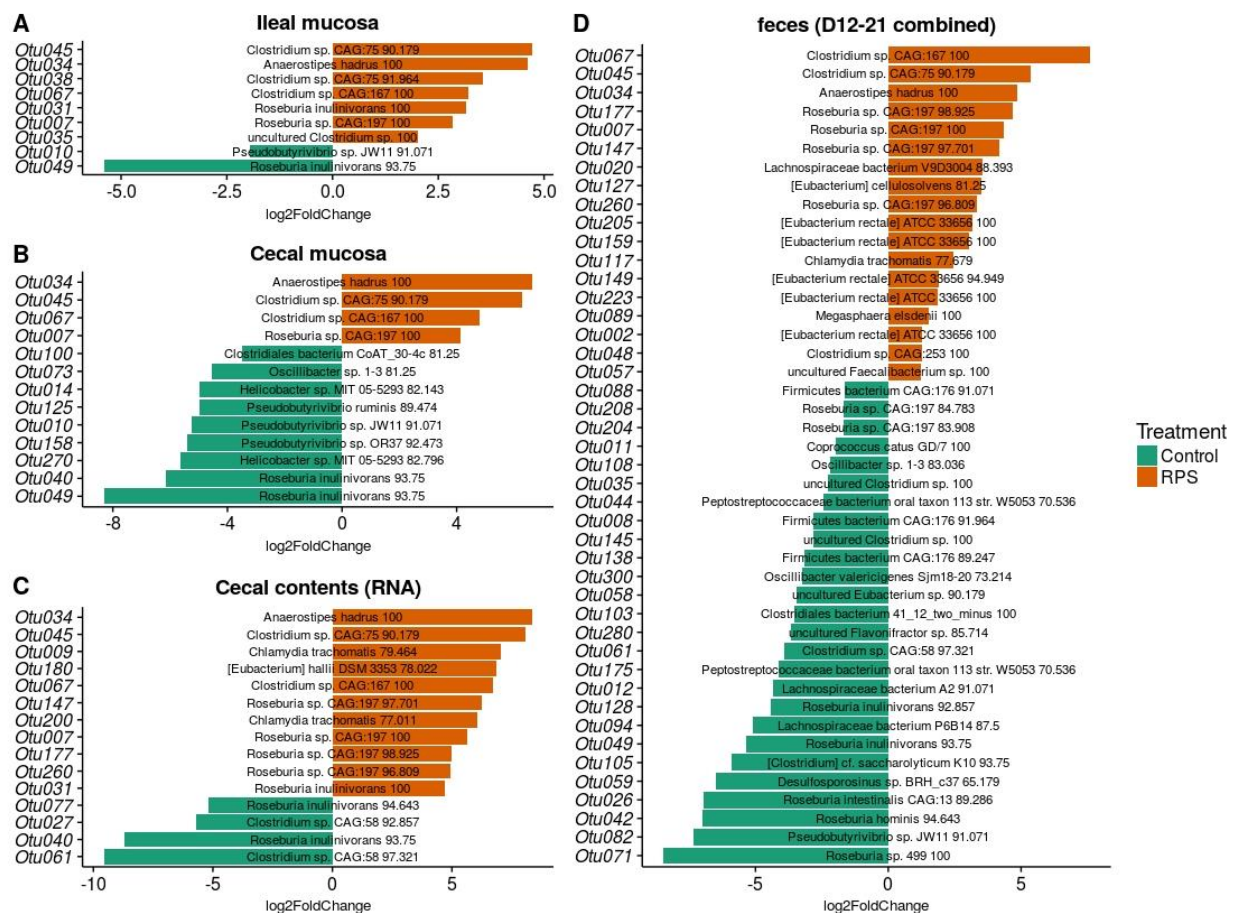 A
Ileal mucosa
Otu045 Clostridium sp. CAG:75 90.179
Otu034 Anaerostipes hadrus 100
Otu038 Clostridium sp. CAG:75 91.964
Otu067 Clostridium sp. CAG:167 100
Otu031 Roseburia inulinivorans 100
Otu007 Roseburia sp. CAG:197 100
Otu035 uncultured Clostridium sp. 100
Otu010 Pseudobutyrivibrio sp. JW11 91.071
Otu049 Roseburia inulinivorans 93.75
-5.0 -2.5 0.0 2.5 5.0
log2FoldChange
B
Cecal mucosa
Otu034 Anaerostipes hadrus 100
Otu045 Clostridium sp. CAG:75 90.179
Otu067 Clostridium sp. CAG:167 100
Otu007 Roseburia sp. CAG:197 100
Otu100 Clostridiales bacterium CoAT_30-4c 81.25
Otu073 Oscillibacter sp. 1-3 81.25
Otu014 Helicobacter sp. MIT 05-5293 82.143
Otu125 Pseudobutyrivibrio ruminis 89.474
Otu010 Pseudobutyrivibrio sp. JW11 91.071
Otu158 Pseudobutyrivibrio sp. OR37 92.473
Otu270 Helicobacter sp. MIT 05-5293 82.796
Otu040 Roseburia inulinivorans 93.75
Otu049 Roseburia inulinivorans 93.75
-8 -4 0 4
log2FoldChange
C
Cecal contents (RNA)
Otu034 Anaerostipes hadrus 100
Otu045 Clostridium sp. CAG:75 90.179
Otu009 Chlamydia trachomatis 79.464
Otu180 [Eubacterium] hallii DSM 3353 78.022
Otu067 Clostridium sp. CAG:167 100
Otu147 Roseburia sp. CAG:197 97.701
Otu200 Chlamydia trachomatis 77.011
Otu007 Roseburia sp. CAG:197 100
Otu177 Roseburia sp. CAG:197 98.925
Otu260 Roseburia sp. CAG:197 96.809
Otu031 Roseburia inulinivorans 100
Otu077 Roseburia inulinivorans 94.643
Otu027 Clostridium sp. CAG:58 92.857
Otu040 Roseburia inulinivorans 93.75
Otu061 Clostridium sp. CAG:58 97.321
-10 -5 0 5
log2FoldChange
D
feces (D12-21 combined)
Otu067 Clostridium sp. CAG:167 100
Otu045 Clostridium sp. CAG:75 90.179
Otu034 Anaerostipes hadrus 100
Otu177 Roseburia sp. CAG:197 98.925
Otu007 Roseburia sp. CAG:197 100
Otu147 Roseburia sp. CAG:197 97.701
Otu020 Lachnospiraceae bacterium V9D3004 88.393
Otu127 [Eubacterium] cellulosolvens 81.25
Otu260 Roseburia sp. CAG:197 96.809
Otu205 [Eubacterium rectale] ATCC 33656 100
Otu159 [Eubacterium rectale] ATCC 33656 100
Otu117 Chlamydia trachomatis 77.679
Otu149 [Eubacterium rectale] ATCC 33656 94.949
Otu223 [Eubacterium rectale] ATCC 33656 100
Otu089 Megasphaera elsdenii 100
Otu002 [Eubacterium rectale] ATCC 33656 100
Otu048 Clostridium sp. CAG:253 100
Otu057 uncultured Faecalibacterium sp. 100
Otu088 Firmicutes bacterium CAG:176 91.071
Otu208 Roseburia sp. CAG:197 84.783
Otu204 Roseburia sp. CAG:197 83.908
Otu011 Coprococcus catus GD/7 100
Otu108 Oscillibacter sp. 1-3 83.036
Otu035 uncultured Clostridium sp. 100
Otu044 Peptostreptococcaceae bacterium oral taxon 113 str. W5053 70.536
Otu008 Firmicutes bacterium CAG:176 91.964
Otu145 uncultured Clostridium sp. 100
Otu138 Firmicutes bacterium CAG:176 89.247
Otu300 Oscillibacter valericigenes Sjm18-20 73.214
Otu058 uncultured Eubacterium sp. 90.179
Otu103 Clostridiales bacterium 41_12_two_minus 100
Otu280 uncultured Flavonifractor sp. 85.714
Otu061 Clostridium sp. CAG:58 97.321
Otu175 Peptostreptococcaceae bacterium oral taxon 113 str. W5053 70.536
Otu012 Lachnospiraceae bacterium A2 91.071
Otu128 Roseburia inulinivorans 92.857
Otu094 Lachnospiraceae bacterium P6B14 87.5
Otu049 Roseburia inulinivorans 93.75
Otu105 [Clostridium] cf. saccharolyticum K10 93.75
Otu059 Desulfosporosinus sp. BRH_c37 65.179
Otu026 Roseburia intestinalis CAG:13 89.286
Otu042 Roseburia hominis 94.643
Otu082 Pseudobutyrivibrio sp. JW11 91.071
Otu071 Roseburia sp. 499 100
-5 0 5
log2FoldChange
Treatment
Control
RPS